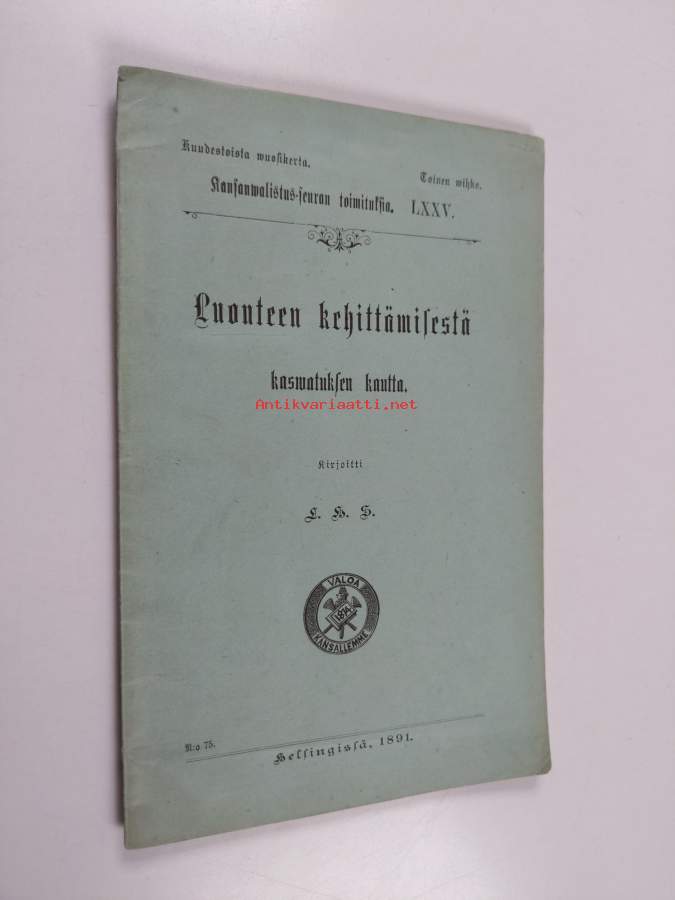 Kuudestoista wuosikerta.
Toinen wihko.
Kansanwalistus-seuran toimituksia. LXXV.
Luonteen kehittämisestä
kaswatuksen kautta.
Antikvariaatti.net
Kirjoitti
L. H. S.
VALOA
1874
KANSALLEMME
N:o 75.
Helsingissä, 1891.